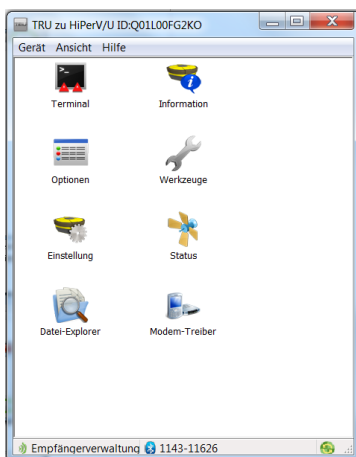 TRU zu HiPerV/U ID:Q01L00FG2KO
Gerät Ansicht Hilfe
Terminal Information
Optionen Werkzeuge
Einstellung Status
Datei-Explorer Modem-Treiber
Empfängerverwaltung 1143-11626